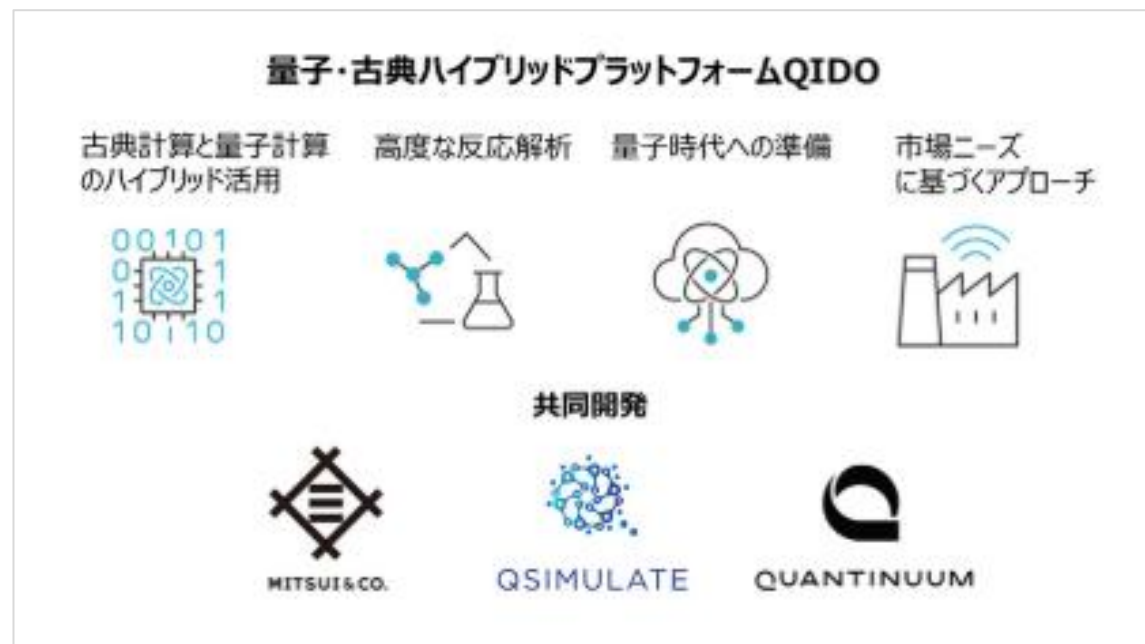 量子・古典ハイブリッドプラットフォームQIDO
古典計算と量子計算
のハイブリッド活用
高度な反応解析
量子時代への準備
市場ニーズ
に基づくアプローチ
00101
0 1
1 1
10 10
共同開発
MITSUI&CO.
QSIMULATE
QUANTINUUM